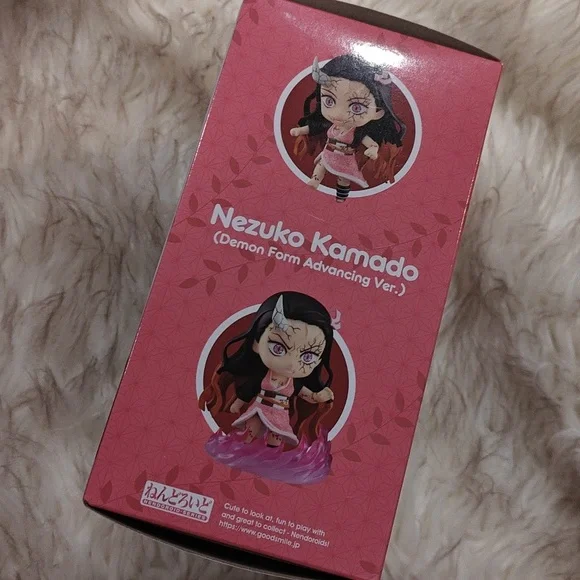 Nezuko Kamado
(Demon Form Advancing Ver.)
ねんどろいど
NENDOROID SERIES
Cute to look at, fun to play with
and great to collect - Nendoroids!
https://www.goodsmile.jp